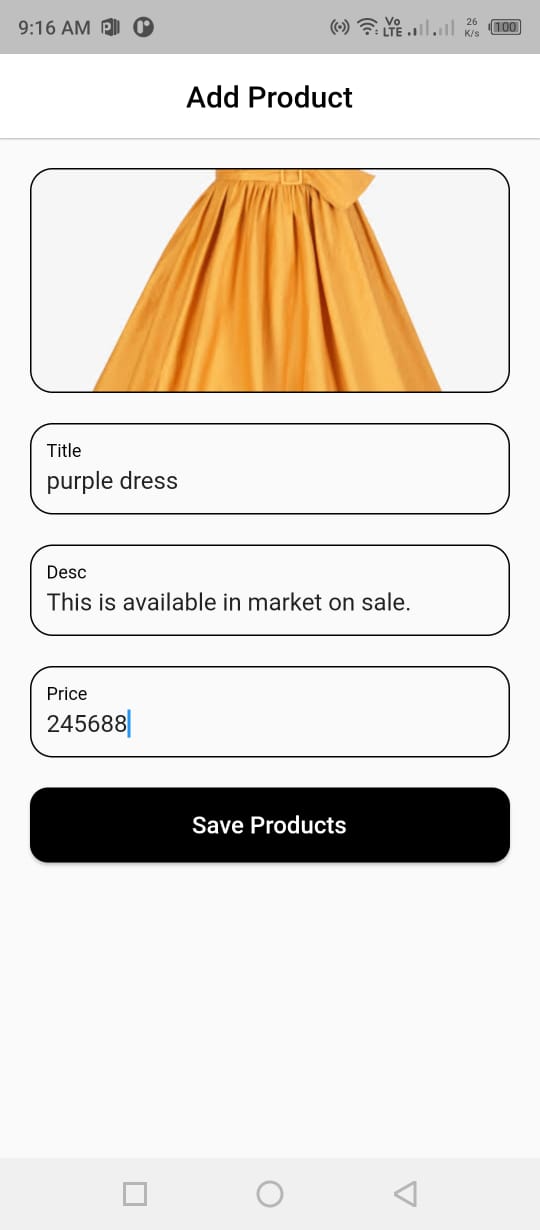 9:16 AM
Vo LTE
26 K/s
100
Add Product
Title
purple dress
Desc
This is available in market on sale.
Price
245688
Save Products